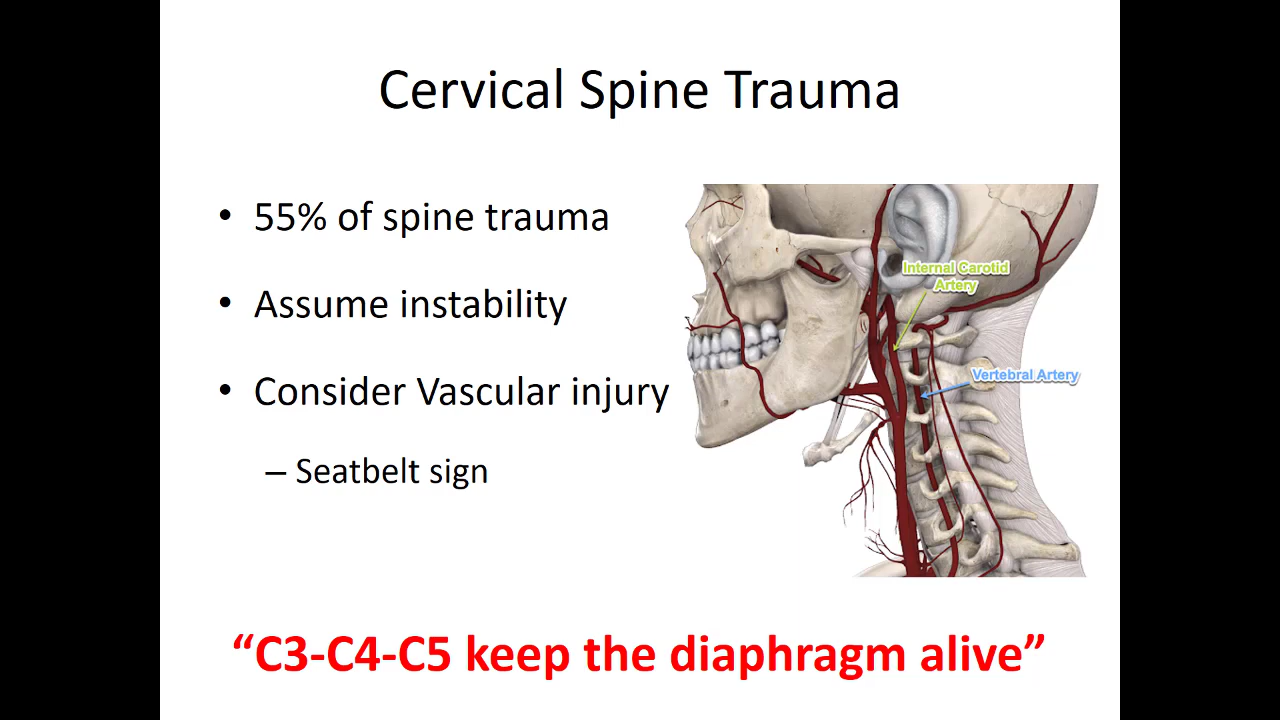 Cervical Spine Trauma
• 55% of spine trauma
• Assume instability
• Consider Vascular injury
– Seatbelt sign
Internal Carotid
Artery
Vertebral Artery
“C3-C4-C5 keep the diaphragm alive”